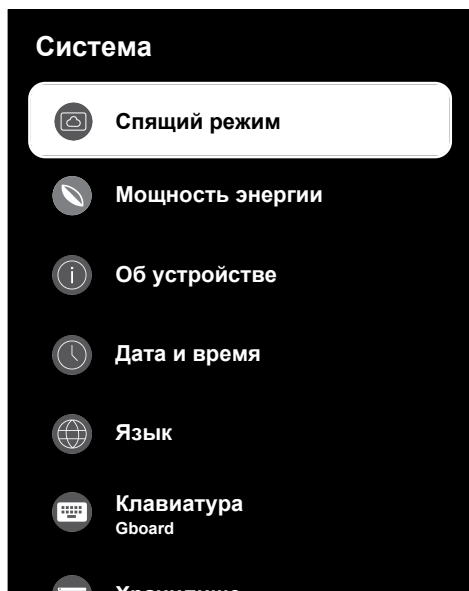 Система
Спящий режим
Мощность энергии
Об устройстве
Дата и время
Язык
Клавиатура
Gboard